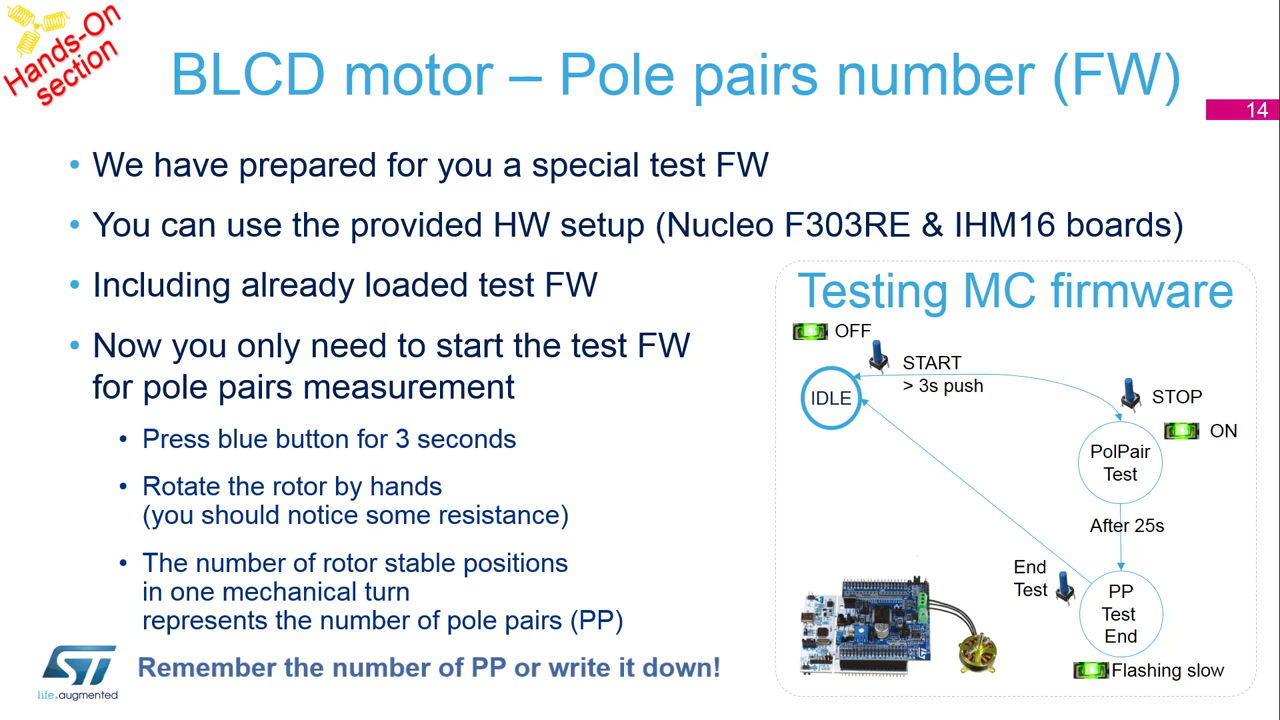 Hands-On
section
BLCD motor – Pole pairs number (FW)
14
• We have prepared for you a special test FW
• You can use the provided HW setup (Nucleo F303RE & IHM16 boards)
• Including already loaded test FW
• Now you only need to start the test FW
for pole pairs measurement
• Press blue button for 3 seconds
• Rotate the rotor by hands
(you should notice some resistance)
• The number of rotor stable positions
in one mechanical turn
represents the number of pole pairs (PP)
Remember the number of PP or write it down!
ST
life.augmented
Testing MC firmware
OFF
START
> 3s push
IDLE
STOP
ON
PolPair
Test
After 25s
End
Test
PP
Test
End
Flashing slow